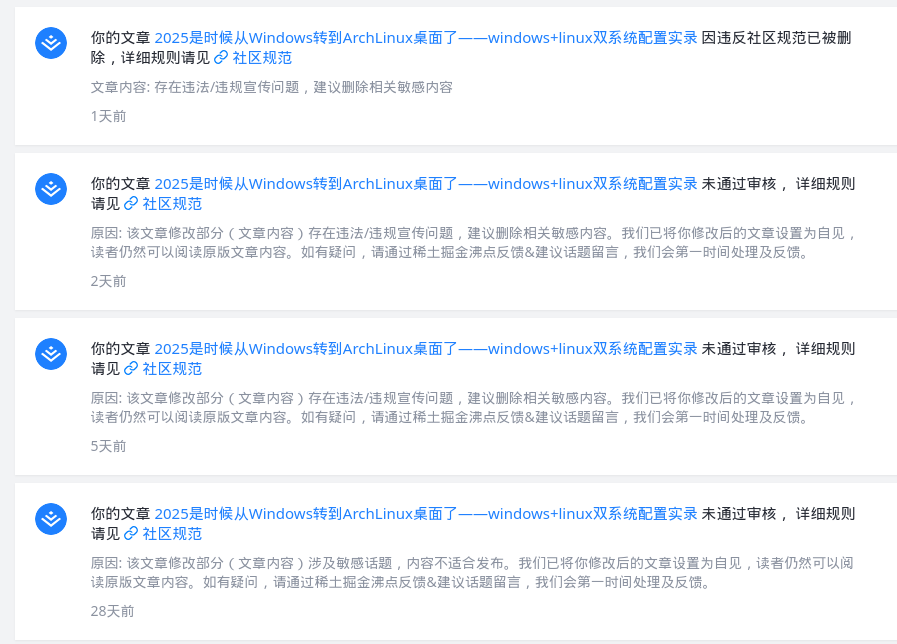 你的文章 2025是时候从Windows转到ArchLinux桌面了——windows+linux双系统配置实录 因违反社区规范已被删
除，详细规则请见 社区规范
文章内容: 存在违法/违规宣传问题，建议删除相关敏感内容
1天前
你的文章 2025是时候从Windows转到ArchLinux桌面了——windows+linux双系统配置实录 未通过审核， 详细规则
请见 社区规范
原因: 该文章修改部分（文章内容）存在违法/违规宣传问题，建议删除相关敏感内容。我们已将你修改后的文章设置为自见，
读者仍然可以阅读原版文章内容。如有疑问，请通过稀土掘金沸点反馈&建议话题留言，我们会第一时间处理及反馈。
2天前
你的文章 2025是时候从Windows转到ArchLinux桌面了——windows+linux双系统配置实录 未通过审核， 详细规则
请见 社区规范
原因: 该文章修改部分（文章内容）存在违法/违规宣传问题，建议删除相关敏感内容。我们已将你修改后的文章设置为自见，
读者仍然可以阅读原版文章内容。如有疑问，请通过稀土掘金沸点反馈&建议话题留言，我们会第一时间处理及反馈。
5天前
你的文章 2025是时候从Windows转到ArchLinux桌面了——windows+linux双系统配置实录 未通过审核， 详细规则
请见 社区规范
原因: 该文章修改部分（文章内容）涉及敏感话题，内容不适合发布。我们已将你修改后的文章设置为自见，读者仍然可以阅
读原版文章内容。如有疑问，请通过稀土掘金沸点反馈&建议话题留言，我们会第一时间处理及反馈。
28天前